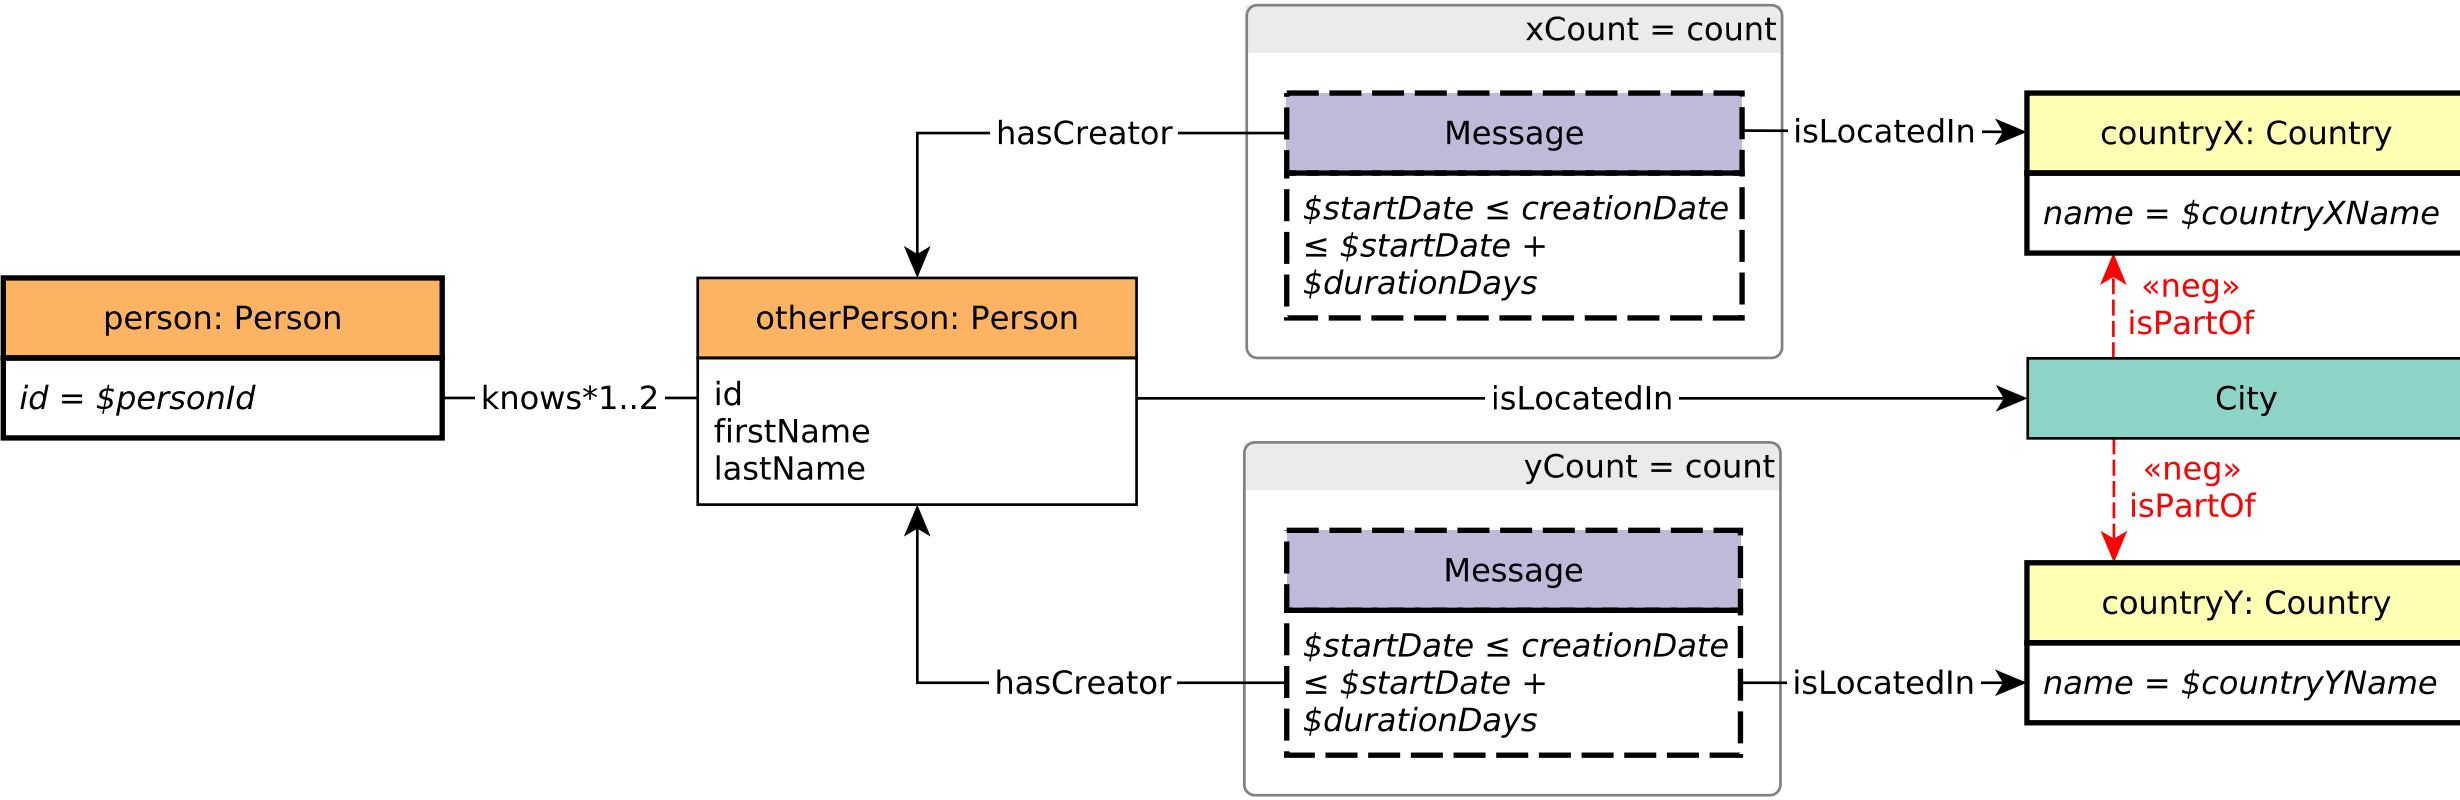 xCount = count
hasCreator
Message
isLocatedIn
countryX: Country
$startDate ≤ creationDate
≤ $startDate +
$durationDays
name = $countryXName
«neg»
isPartOf
person: Person
id = $personId
knows*1..2
otherPerson: Person
id
firstName
lastName
isLocatedIn
City
yCount = count
«neg»
isPartOf
Message
countryY: Country
$startDate ≤ creationDate
≤ $startDate +
$durationDays
hasCreator
isLocatedIn
name = $countryYName